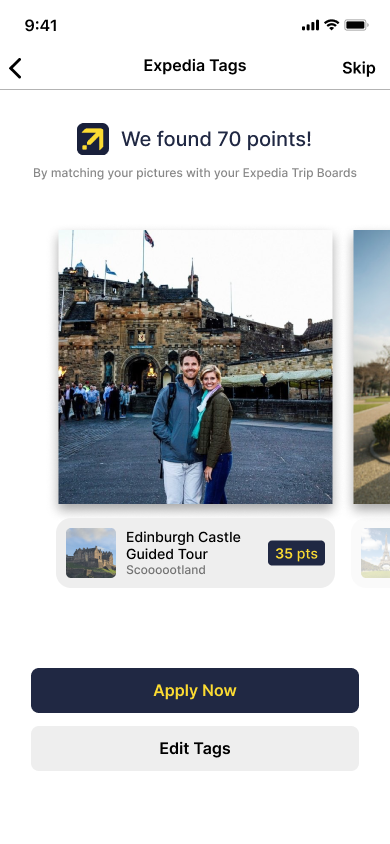 9:41
Expedia Tags
Skip
We found 70 points!
By matching your pictures with your Expedia Trip Boards
Edinburgh Castle
Guided Tour
Scoooootland
35 pts
Apply Now
Edit Tags